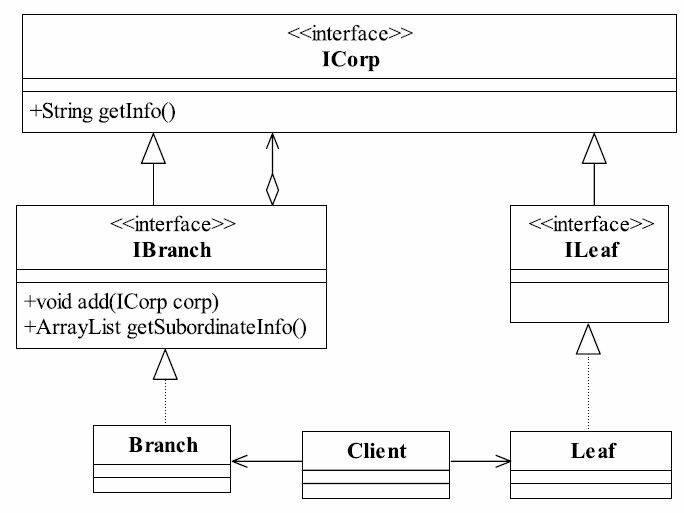 <<interface>>
ICorp
+String getInfo()
<<interface>>
IBranch
+void add(ICorp corp)
+ArrayList getSubordinateInfo()
<<interface>>
ILeaf
Branch
Client
Leaf